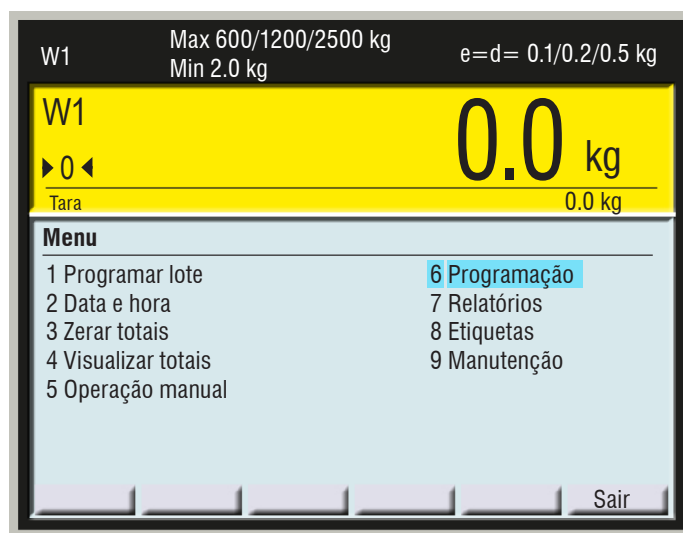 W1 Max 600/1200/2500 kg e=d= 0.1/0.2/0.5 kg
Min 2.0 kg
W1 0.0 kg
0
Tara 0.0 kg
Menu
1 Programar lote
2 Data e hora
3 Zerar totais
4 Visualizar totais
5 Operação manual
6 Programação
7 Relatórios
8 Etiquetas
9 Manutenção
Sair